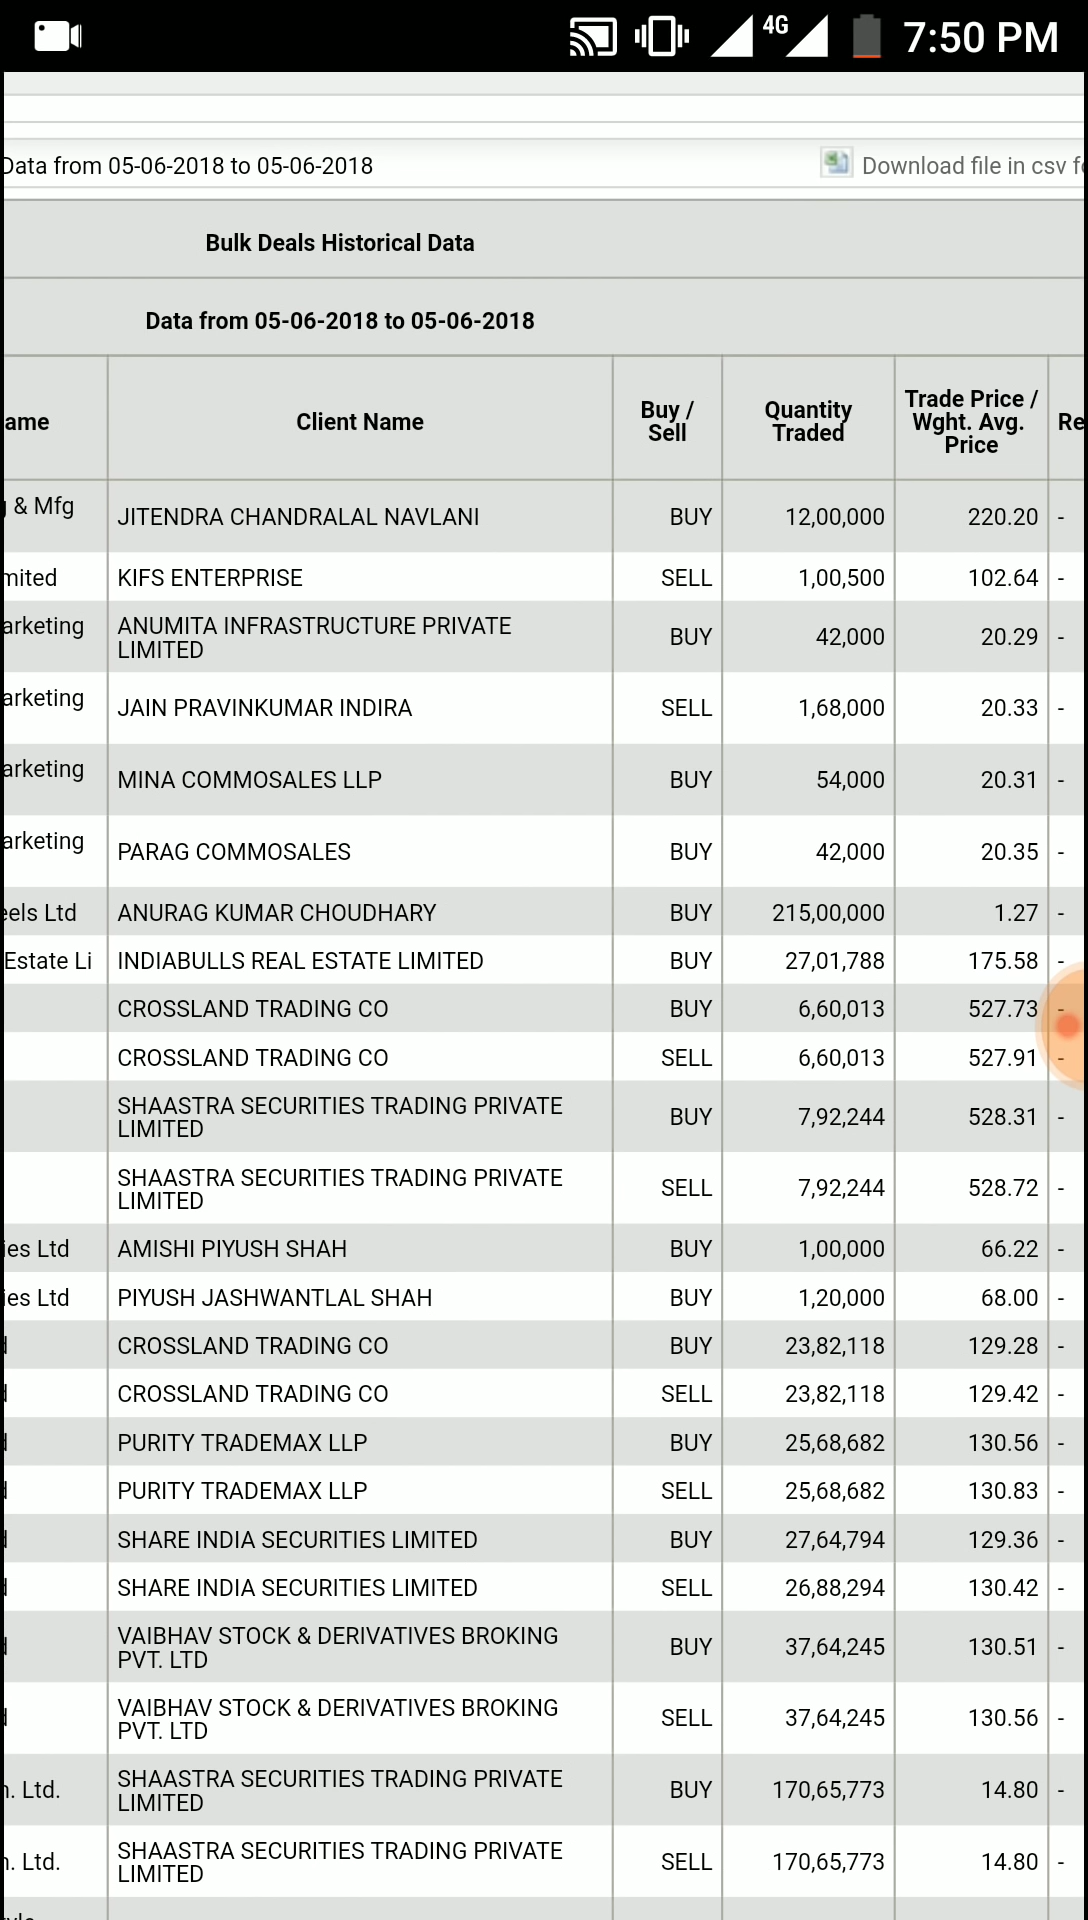 4G 7:50 PM
Data from 05-06-2018 to 05-06-2018 Download file in csv
Bulk Deals Historical Data
Data from 05-06-2018 to 05-06-2018
ame Client Name Buy / Sell Quantity Traded Trade Price / Wght. Avg. Price Re
& Mfg JITENDRA CHANDRALAL NAVLANI BUY 12,00,000 220.20 -
mited KIFS ENTERPRISE SELL 1,00,500 102.64 -
arketing ANUMITA INFRASTRUCTURE PRIVATE LIMITED BUY 42,000 20.29 -
arketing JAIN PRAVINKUMAR INDIRA SELL 1,68,000 20.33 -
arketing MINA COMMOSALES LLP BUY 54,000 20.31 -
arketing PARAG COMMOSALES BUY 42,000 20.35 -
eels Ltd ANURAG KUMAR CHOUDHARY BUY 215,00,000 1.27 -
Estate Li INDIABULLS REAL ESTATE LIMITED BUY 27,01,788 175.58 -
CROSSLAND TRADING CO BUY 6,60,013 527.73 -
CROSSLAND TRADING CO SELL 6,60,013 527.91 -
SHAASTRA SECURITIES TRADING PRIVATE LIMITED BUY 7,92,244 528.31 -
SHAASTRA SECURITIES TRADING PRIVATE LIMITED SELL 7,92,244 528.72 -
ies Ltd AMISHI PIYUSH SHAH BUY 1,00,000 66.22 -
ies Ltd PIYUSH JASHWANTLAL SHAH BUY 1,20,000 68.00 -
CROSSLAND TRADING CO BUY 23,82,118 129.28 -
CROSSLAND TRADING CO SELL 23,82,118 129.42 -
PURITY TRADEMAX LLP BUY 25,68,682 130.56 -
PURITY TRADEMAX LLP SELL 25,68,682 130.83 -
SHARE INDIA SECURITIES LIMITED BUY 27,64,794 129.36 -
SHARE INDIA SECURITIES LIMITED SELL 26,88,294 130.42 -
VAIBHAV STOCK & DERIVATIVES BROKING PVT. LTD BUY 37,64,245 130.51 -
VAIBHAV STOCK & DERIVATIVES BROKING PVT. LTD SELL 37,64,245 130.56 -
n. Ltd. SHAASTRA SECURITIES TRADING PRIVATE LIMITED BUY 170,65,773 14.80 -
n. Ltd. SHAASTRA SECURITIES TRADING PRIVATE LIMITED SELL 170,65,773 14.80 -